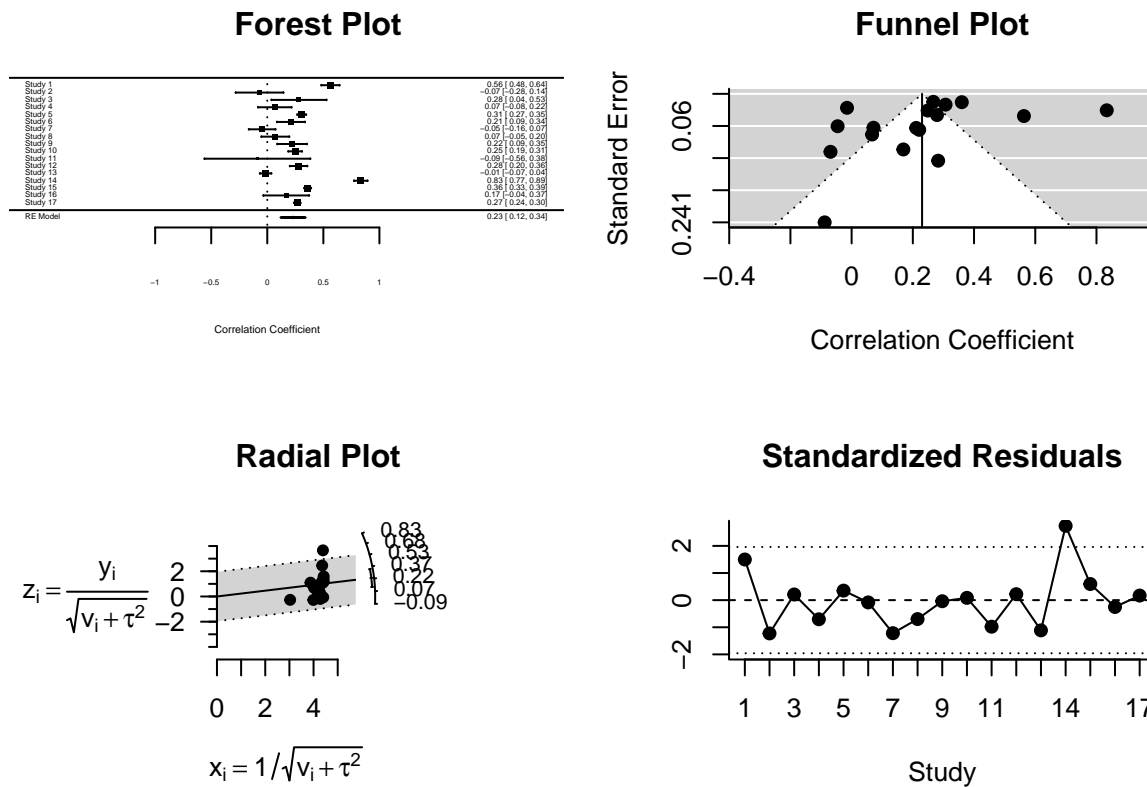 Forest Plot
Study 1 0.56 [ 0.48, 0.64]
Study 2 −0.07 [−0.28, 0.14]
Study 3 0.28 [ 0.04, 0.53]
Study 4 0.07 [−0.08, 0.22]
Study 5 0.31 [ 0.27, 0.35]
Study 6 0.21 [ 0.09, 0.34]
Study 7 −0.05 [−0.16, 0.07]
Study 8 0.07 [−0.05, 0.20]
Study 9 0.22 [ 0.09, 0.35]
Study 10 0.25 [ 0.19, 0.31]
Study 11 −0.09 [−0.56, 0.38]
Study 12 0.28 [ 0.20, 0.36]
Study 13 −0.01 [−0.07, 0.04]
Study 14 0.83 [ 0.77, 0.89]
Study 15 0.36 [ 0.33, 0.39]
Study 16 0.17 [−0.04, 0.37]
Study 17 0.27 [ 0.24, 0.30]
RE Model 0.23 [ 0.12, 0.34]
−1 −0.5 0 0.5 1
Correlation Coefficient
Funnel Plot
Standard Error
0.06
0.241
−0.4 0 0.2 0.4 0.6 0.8
Correlation Coefficient
Radial Plot
zᵢ = yᵢ / √(vᵢ + τ²)
2
0
−2
0.83
0.68
0.53
0.37
0.22
0.07
−0.09
0 2 4
xᵢ = 1/√(vᵢ + τ²)
Standardized Residuals
2
0
−2
1 3 5 7 9 11 14 17
Study